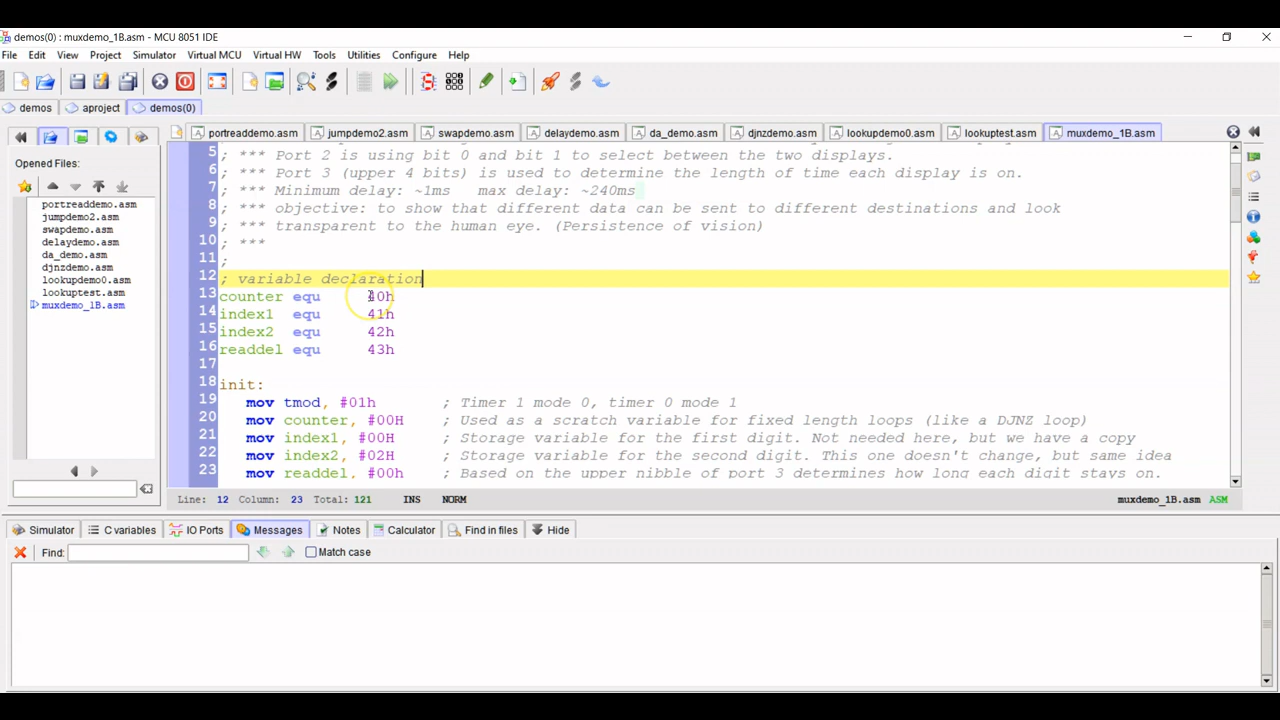 demos(0) : muxdemo_1B.asm - MCU 8051 IDE
File Edit View Project Simulator Virtual MCU Virtual HW Tools Utilities Configure Help
demos aproject demos(0)
portreaddemo.asm jumpdemo2.asm swapdemo.asm delaydemo.asm da_demo.asm djnzdemo.asm lookupdemo0.asm lookuptest.asm muxdemo_1B.asm
Opened Files:
portreaddemo.asm
jumpdemo2.asm
swapdemo.asm
delaydemo.asm
da_demo.asm
djnzdemo.asm
lookupdemo0.asm
lookuptest.asm
muxdemo_1B.asm
5 ; *** Port 2 is using bit 0 and bit 1 to select between the two displays.
6 ; *** Port 3 (upper 4 bits) is used to determine the length of time each display is on.
7 ; *** Minimum delay: ~1ms max delay: ~240ms
8 ; *** objective: to show that different data can be sent to different destinations and look
9 ; *** transparent to the human eye. (Persistence of vision)
10 ; ***
11 ;
12 ; variable declaration
13 counter equ 40h
14 index1 equ 41h
15 index2 equ 42h
16 readdel equ 43h
17
18 init:
19 mov tmod, #01h ; Timer 1 mode 0, timer 0 mode 1
20 mov counter, #00H ; Used as a scratch variable for fixed length loops (like a DJNZ loop)
21 mov index1, #00H ; Storage variable for the first digit. Not needed here, but we have a copy
22 mov index2, #02H ; Storage variable for the second digit. This one doesn't change, but same idea
23 mov readdel, #00h ; Based on the upper nibble of port 3 determines how long each digit stays on.
Line: 12 Column: 23 Total: 121 INS NORM muxdemo_1B.asm ASM
Simulator C variables IO Ports Messages Notes Calculator Find in files Hide
Find: Match case